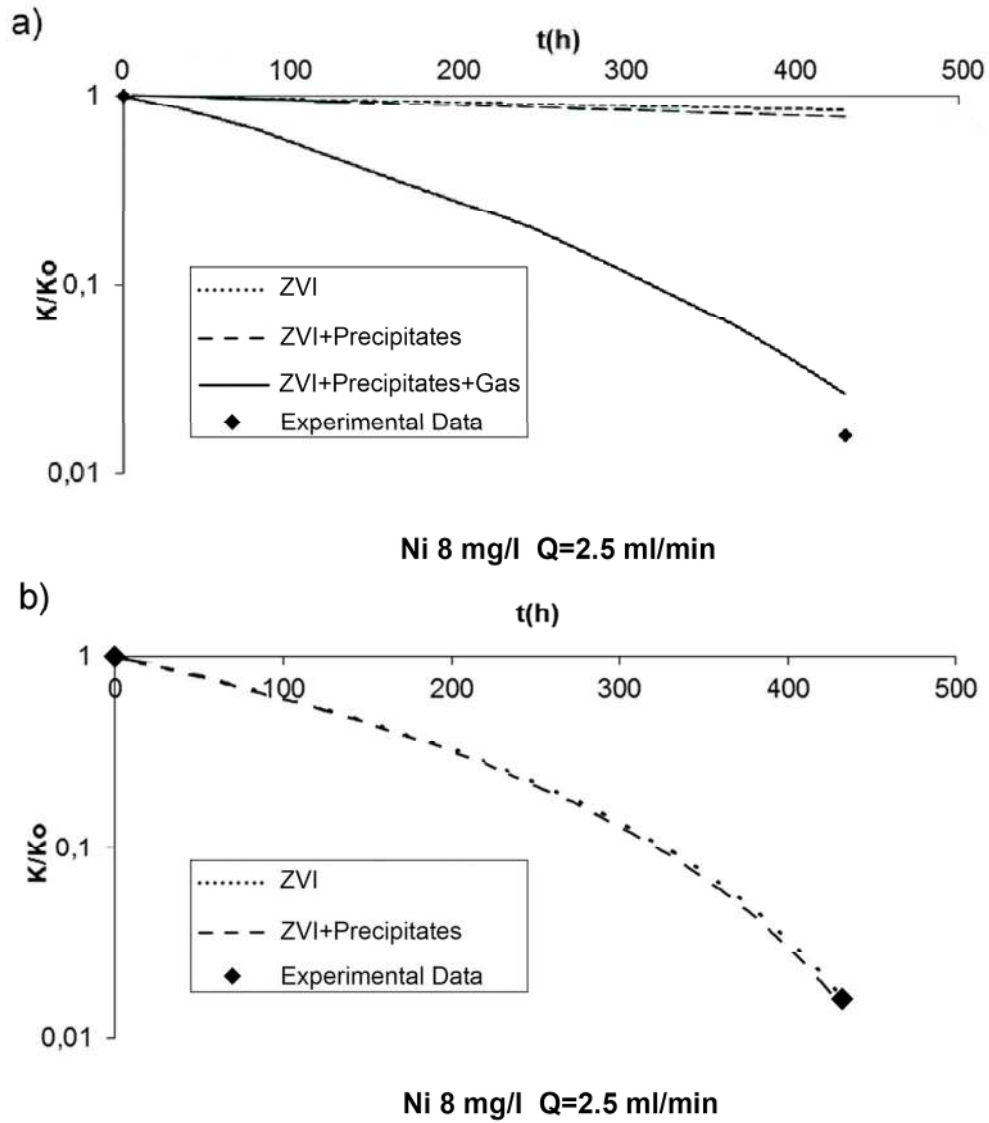 a)
t(h)
0 100 200 300 400 500
1
0,1
0,01
K/Ko
ZVI
ZVI+Precipitates
ZVI+Precipitates+Gas
Experimental Data
Ni 8 mg/l Q=2.5 ml/min
b)
t(h)
1
0 100 200 300 400 500
0,1
0,01
K/Ko
ZVI
ZVI+Precipitates
Experimental Data
Ni 8 mg/l Q=2.5 ml/min